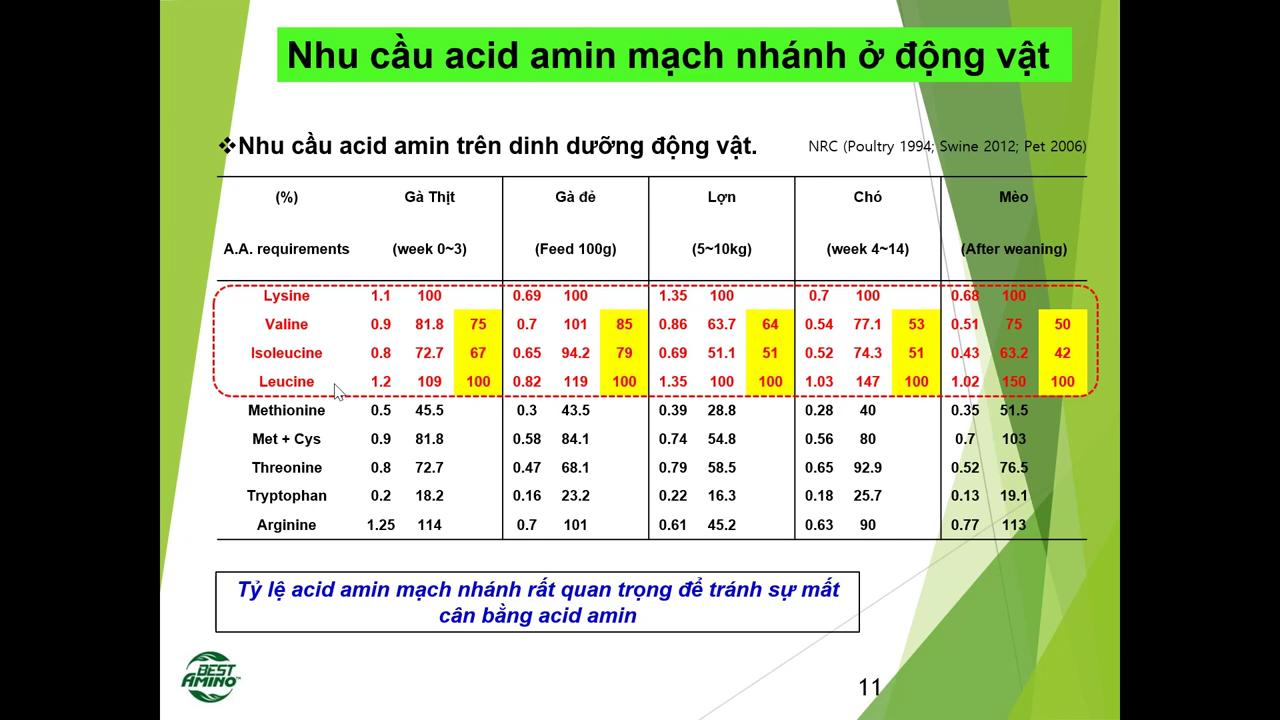 Nhu cầu acid amin mạch nhánh ở động vật
❖Nhu cầu acid amin trên dinh dưỡng động vật.
NRC (Poultry 1994; Swine 2012; Pet 2006)
(%) Gà Thịt Gà đẻ Lợn Chó Mèo
A.A. requirements (week 0~3) (Feed 100g) (5~10kg) (week 4~14) (After weaning)
Lysine 1.1 100 0.69 100 1.35 100 0.7 100 0.68 100
Valine 0.9 81.8 75 0.7 101 85 0.86 63.7 64 0.54 77.1 53 0.51 75 50
Isoleucine 0.8 72.7 67 0.65 94.2 79 0.69 51.1 51 0.52 74.3 51 0.43 63.2 42
Leucine 1.2 109 100 0.82 119 100 1.35 100 100 1.03 147 100 1.02 150 100
Methionine 0.5 45.5 0.3 43.5 0.39 28.8 0.28 40 0.35 51.5
Met + Cys 0.9 81.8 0.58 84.1 0.74 54.8 0.56 80 0.7 103
Threonine 0.8 72.7 0.47 68.1 0.79 58.5 0.65 92.9 0.52 76.5
Tryptophan 0.2 18.2 0.16 23.2 0.22 16.3 0.18 25.7 0.13 19.1
Arginine 1.25 114 0.7 101 0.61 45.2 0.63 90 0.77 113
Tỷ lệ acid amin mạch nhánh rất quan trọng để tránh sự mất
cân bằng acid amin
BEST
AMINO™
11